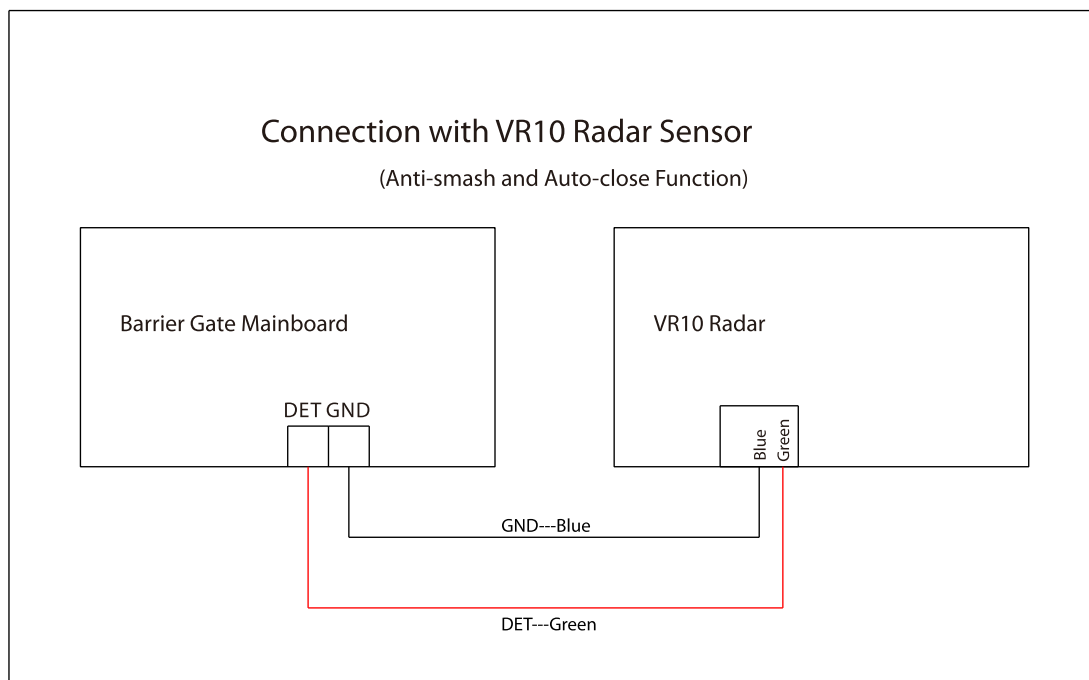 Connection with VR10 Radar Sensor
(Anti-smash and Auto-close Function)
Barrier Gate Mainboard
VR10 Radar
DET GND
Blue
Green
GND---Blue
DET---Green